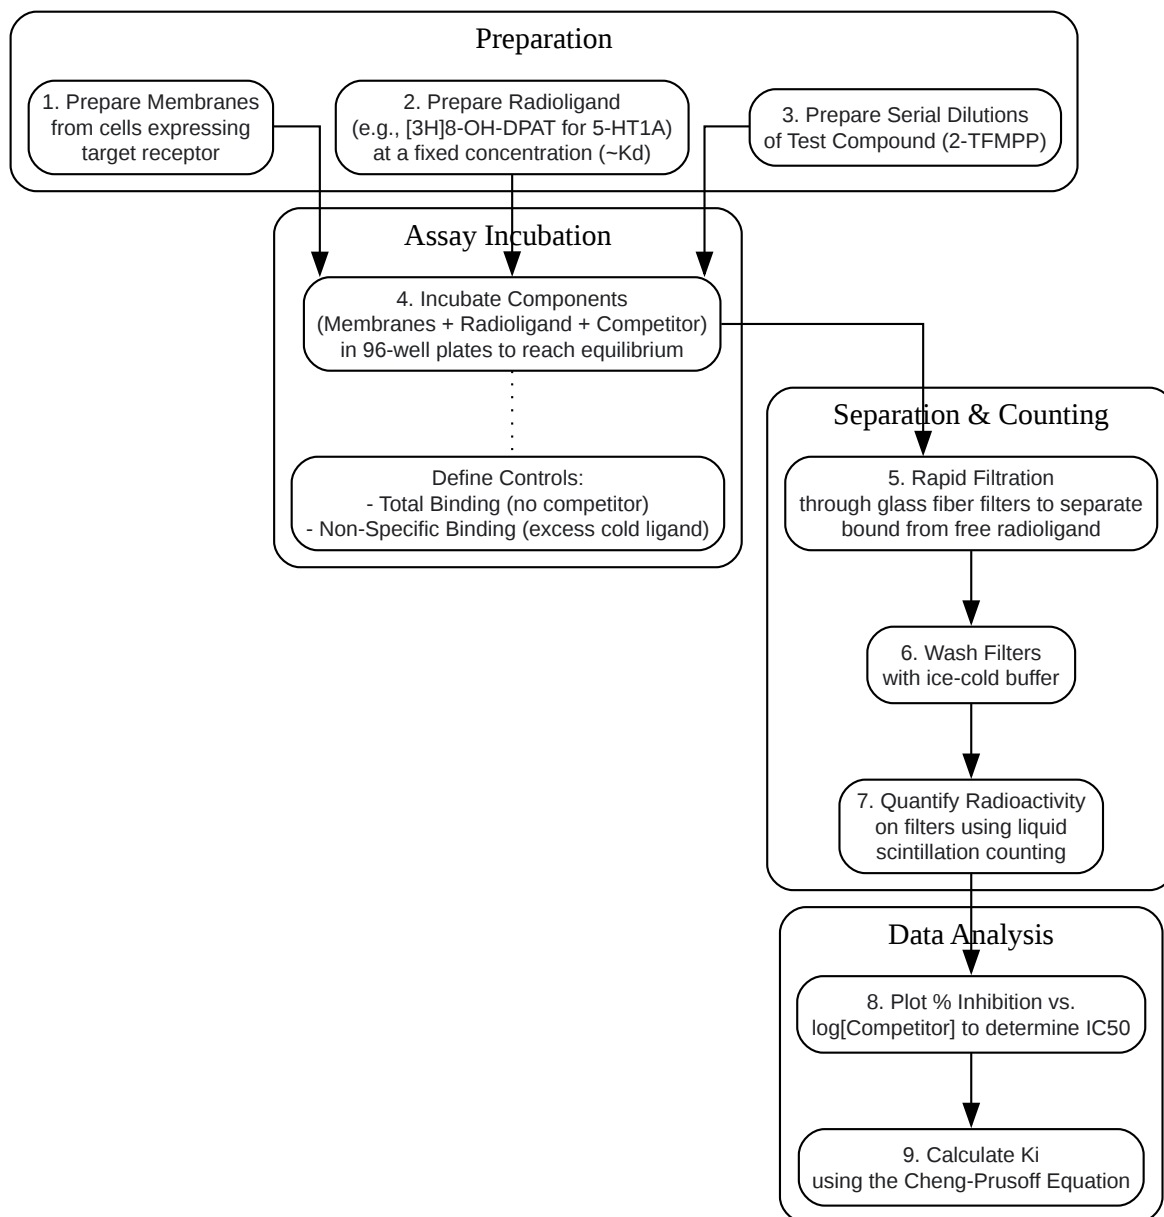 Preparation
1. Prepare Membranes
from cells expressing
target receptor
2. Prepare Radioligand
(e.g., [3H]8-OH-DPAT for 5-HT1A)
at a fixed concentration (~Kd)
3. Prepare Serial Dilutions
of Test Compound (2-TFMPP)
Assay Incubation
4. Incubate Components
(Membranes + Radioligand + Competitor)
in 96-well plates to reach equilibrium
Define Controls:
- Total Binding (no competitor)
- Non-Specific Binding (excess cold ligand)
Separation & Counting
5. Rapid Filtration
through glass fiber filters to separate
bound from free radioligand
6. Wash Filters
with ice-cold buffer
7. Quantify Radioactivity
on filters using liquid
scintillation counting
Data Analysis
8. Plot % Inhibition vs.
log[Competitor] to determine IC50
9. Calculate Ki
using the Cheng-Prusoff Equation